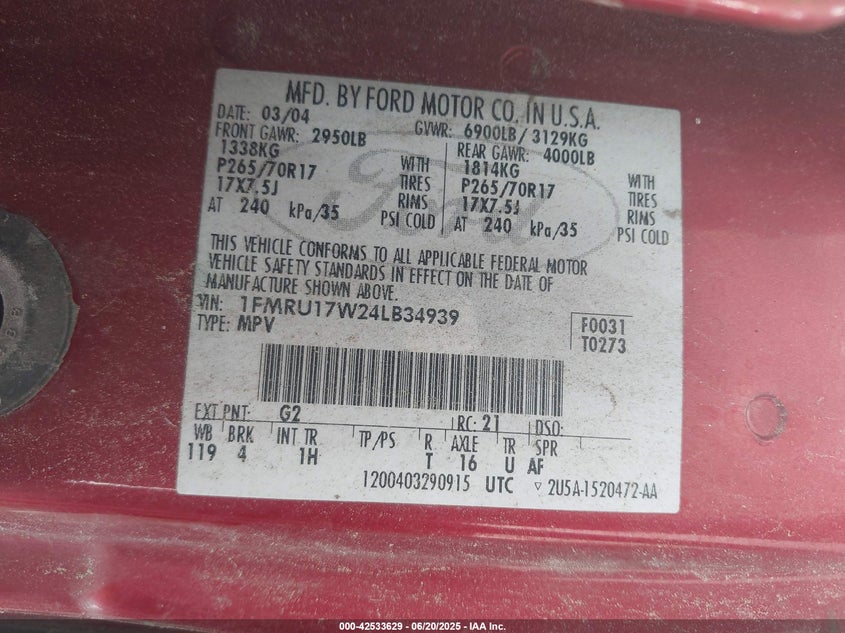 MFD. BY FORD MOTOR CO. IN U.S.A.
DATE: 03/04 GVWR: 6900LB/ 3129KG
FRONT GAWR: 2950LB REAR GAWR: 4000LB
1338KG WITH 1814KG WITH
P265/70R17 TIRES P265/70R17 TIRES
17X7.5J RIMS 17X7.5J RIMS
AT 240 kPa/35 PSI COLD AT 240 kPa/35 PSI COLD
Ford
THIS VEHICLE CONFORMS TO ALL APPLICABLE FEDERAL MOTOR
VEHICLE SAFETY STANDARDS IN EFFECT ON THE DATE OF
MANUFACTURE SHOWN ABOVE.
VIN: 1FMRU17W24LB34939 F0031
TYPE: MPV T0273
EXT PNT: G2 RC: 21 DSO:
WB BRK INT TR TP/PS R AXLE TR SPR
119 4 1H T 16 U AF
1200403290915 UTC ▽ 2U5A-1520472-AA
000-42533629 - 06/20/2025 - IAA Inc.